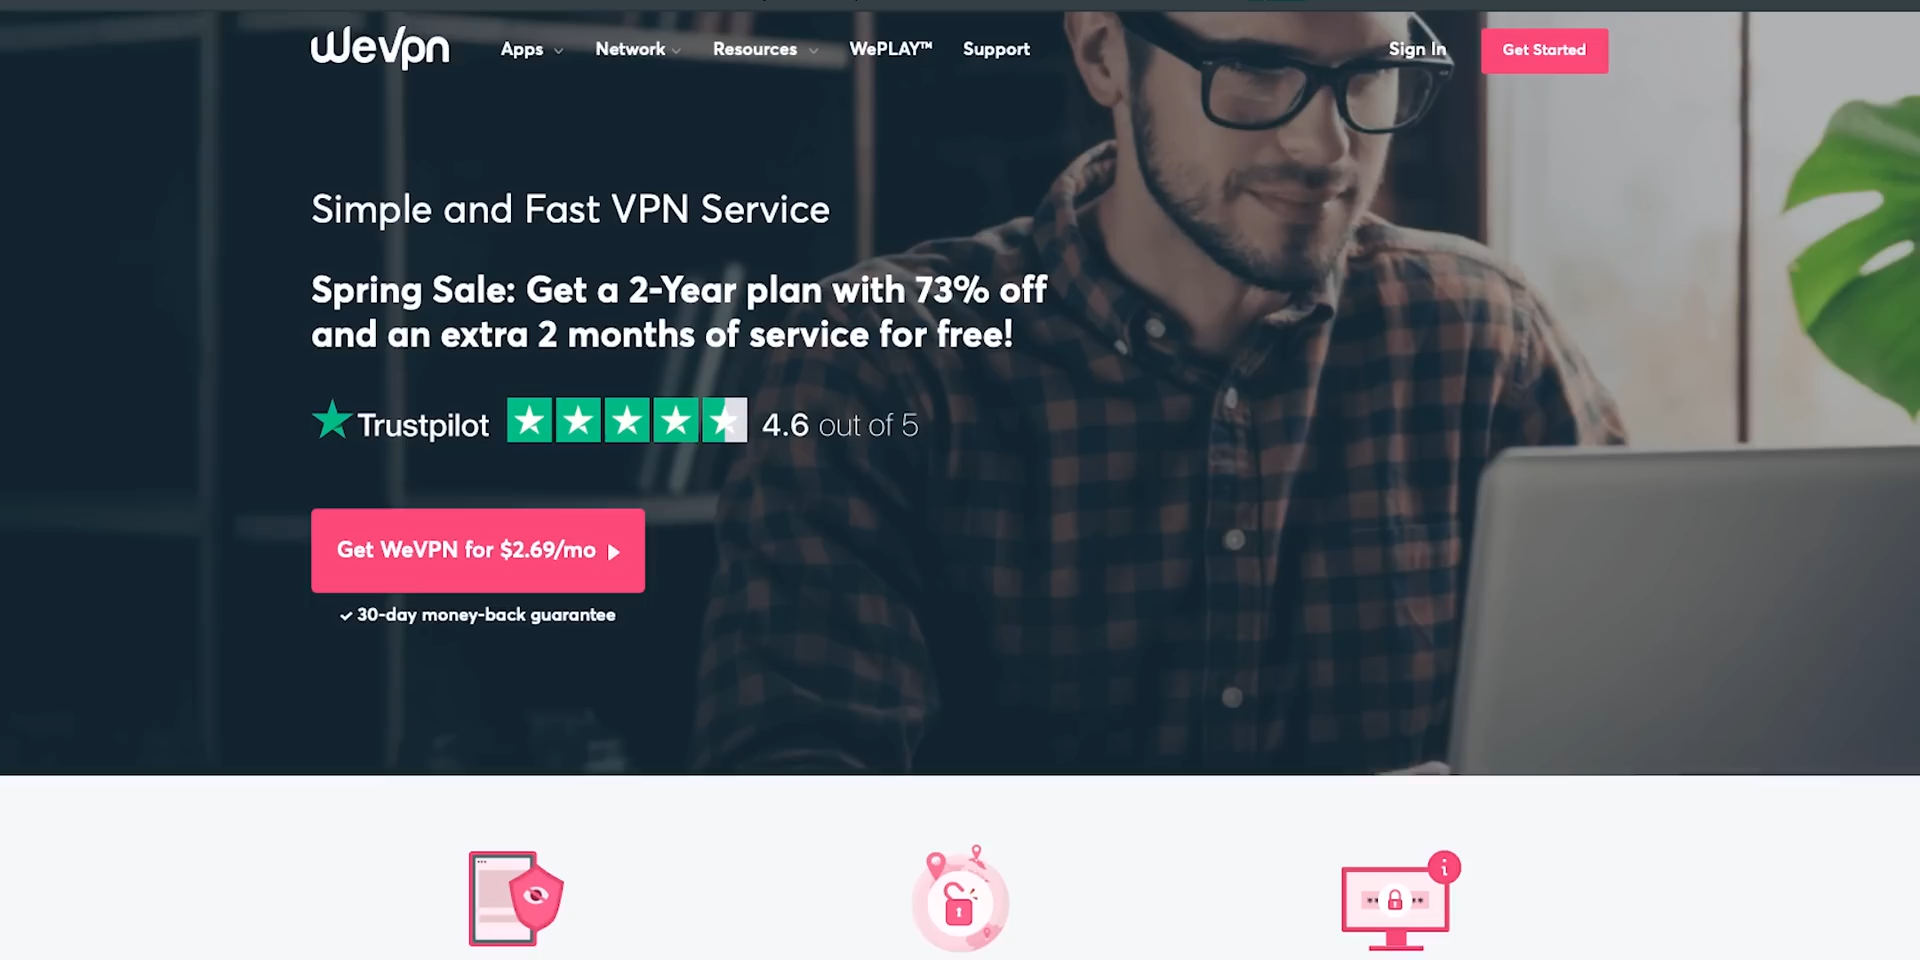 WeVpn
Apps Network Resources WePLAY™ Support Sign In Get Started
Simple and Fast VPN Service
Spring Sale: Get a 2-Year plan with 73% off
and an extra 2 months of service for free!
Trustpilot 4.6 out of 5
Get WeVPN for $2.69/mo
30-day money-back guarantee